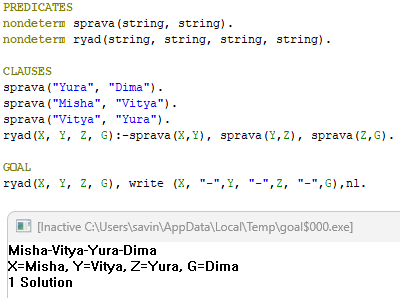 PREDICATES
nondeterm sprava(string, string).
nondeterm ryad(string, string, string, string).
CLAUSES
sprava("Yura", "Dima").
sprava("Misha", "Vitya").
sprava("Vitya", "Yura").
ryad(X, Y, Z, G):-sprava(X,Y), sprava(Y,Z), sprava(Z,G).
GOAL
ryad(X, Y, Z, G), write (X, "-",Y, "-",Z, "-",G),nl.
[Inactive C:\Users\savin\AppData\Local\Temp\goal$000.exe]
Misha-Vitya-Yura-Dima
X=Misha, Y=Vitya, Z=Yura, G=Dima
1 Solution